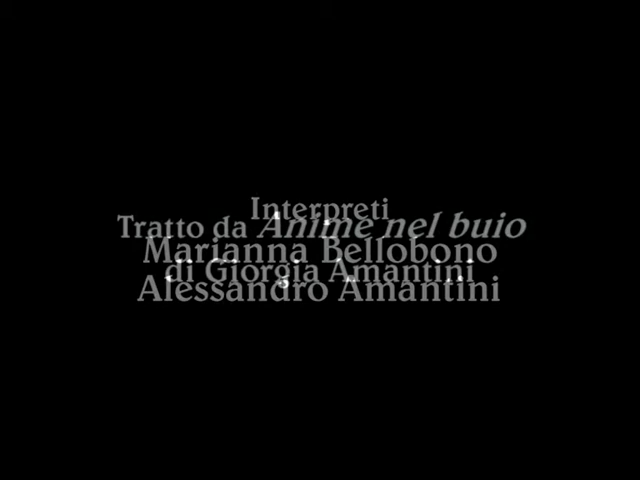 Interpreti
Tratto da Anime nel buio
Marianna Bellobono
di Giorgia Amantini
Alessandro Amantini